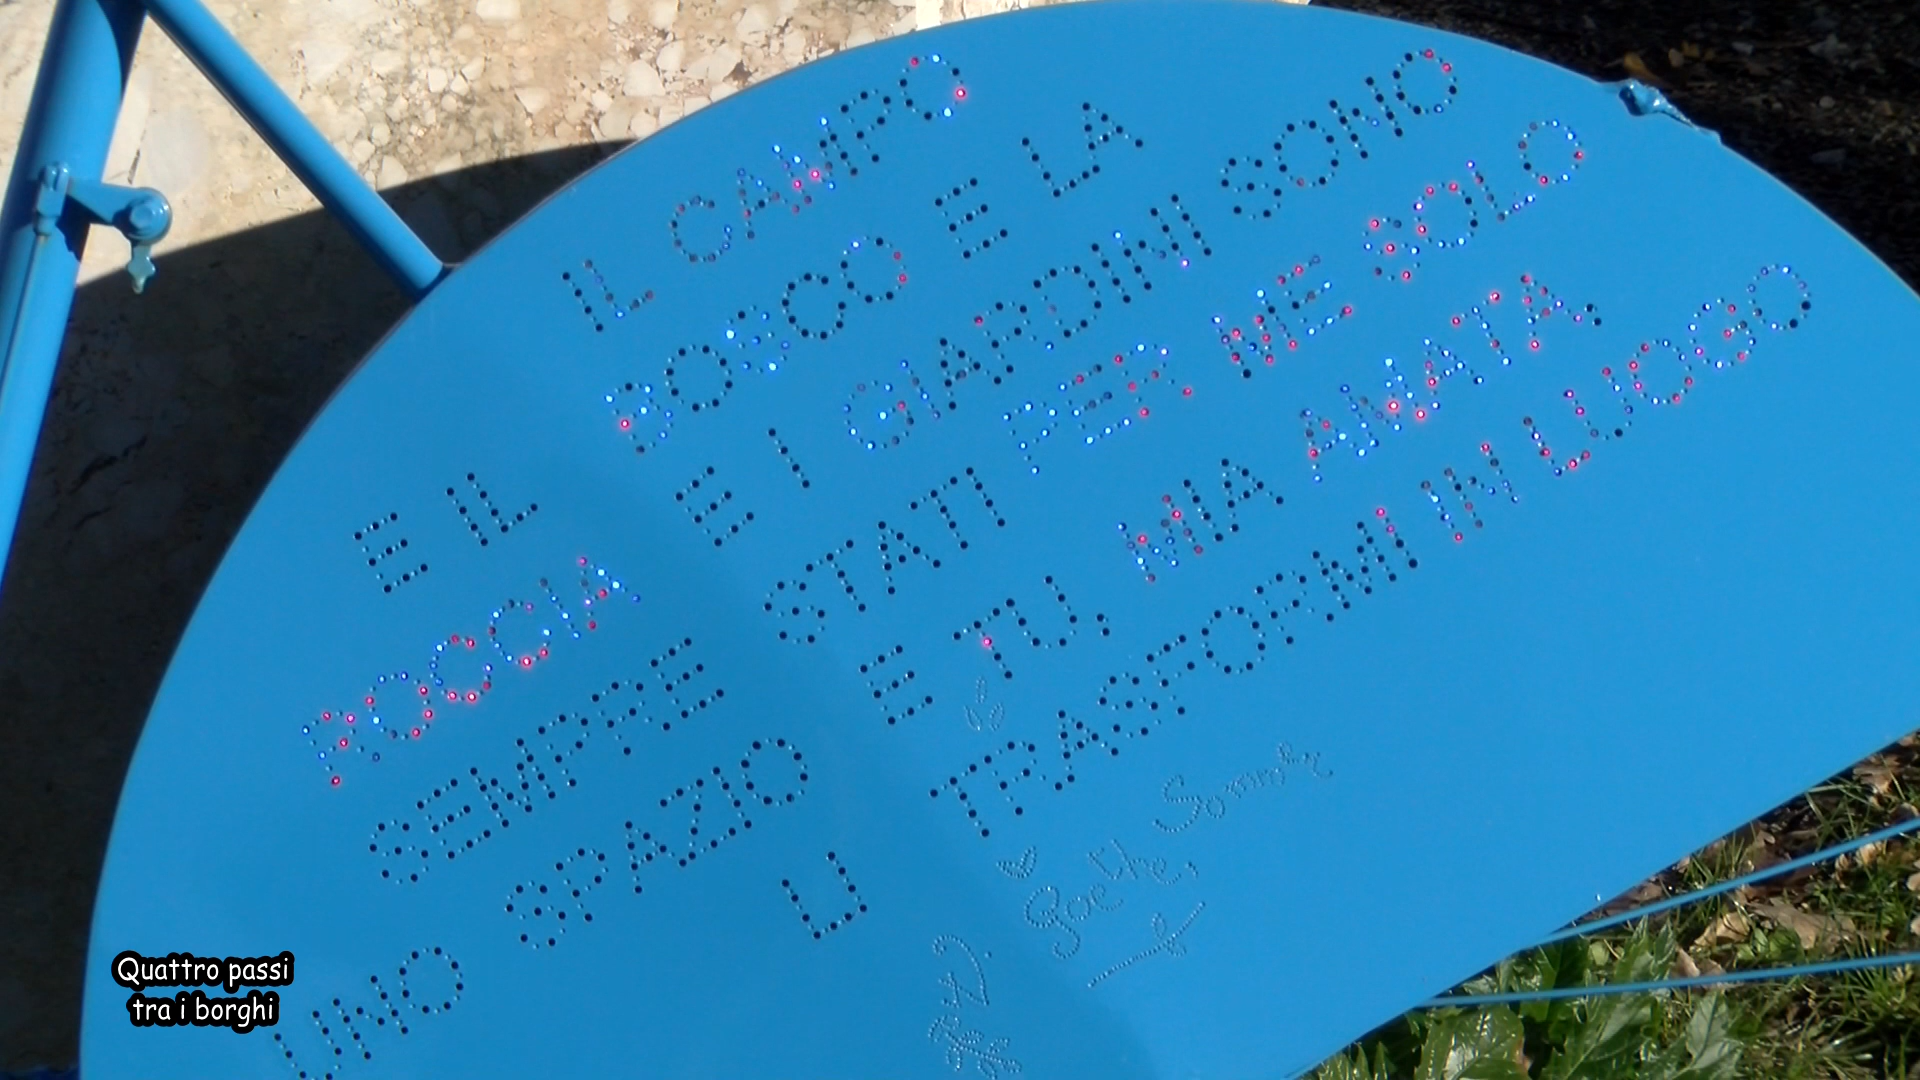 IL CAMPO
E IL BOSCO E LA
ROCCIA E I GIARDINI SONO
SEMPRE STATI PER ME SOLO
UNO SPAZIO E TU, MIA AMATA
LI TRASFORMI IN LUOGO
Goethe,
Quattro passi
tra i borghi